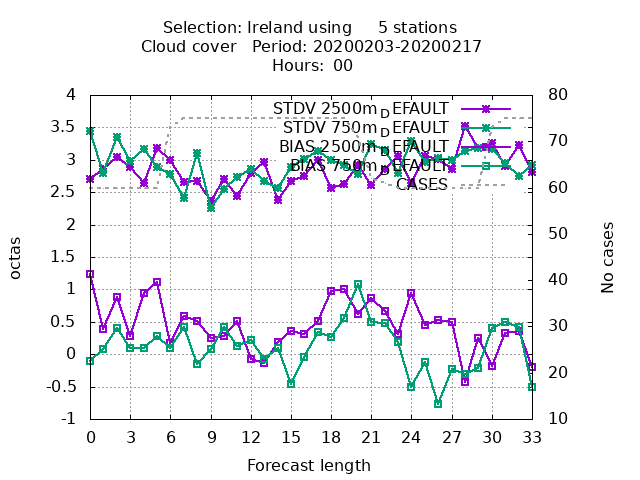 Selection: Ireland using 5 stations
Cloud cover Period: 20200203-20200217
Hours: 00
4 80
STDV 2500m_DEFAULT
3.5 STDV 750m_DEFAULT
70
BIAS 2500m_DEFAULT
3 BIAS 750m_DEFAULT
2.5 CASES 60
2
50
1.5
octas No cases
1 40
0.5 30
0
-0.5 20
-1 10
0 3 6 9 12 15 18 21 24 27 30 33
Forecast length